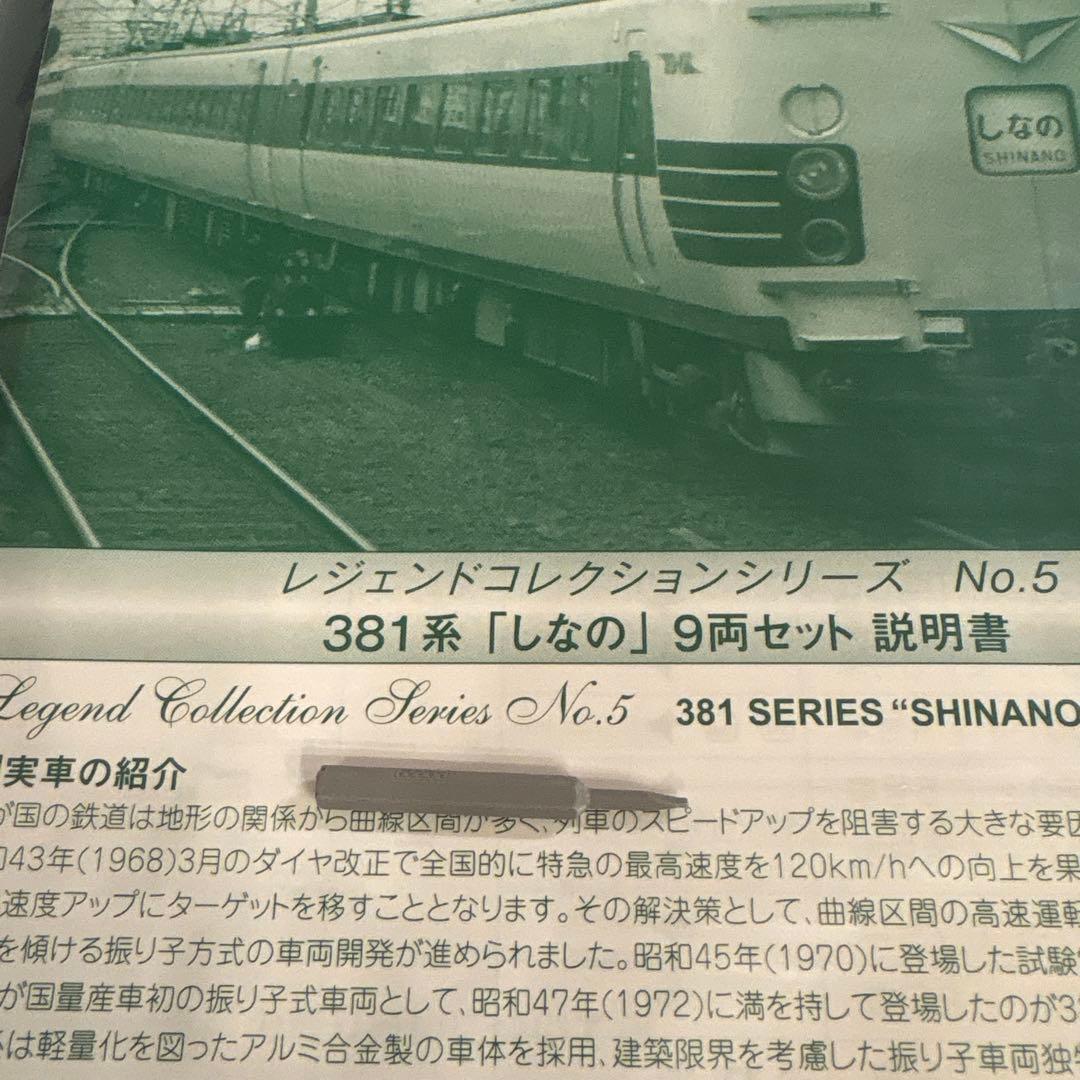 しなの
SHINANO
レジェンドコレクションシリーズ No.5
381系「しなの」9両セット 説明書
Legend Collection Series No.5 381 SERIES “SHINANO
実車の紹介
が国の鉄道は地形の関係から曲線区間が多く、列車のスピードアップを阻害する大きな要因
43年(1968)3月のダイヤ改正で全国的に特急の最高速度を120km/hへの向上を果
速度アップにターゲットを移すこととなります。その解決策として、曲線区間の高速運転
を傾ける振り子方式の車両開発が進められました。昭和45年(1970)に登場した試験
が国量産車初の振り子式車両として、昭和47年(1972)に満を持して登場したのが3
は軽量化を図ったアルミ合金製の車体を採用、建築限界を考慮した振り子車両独